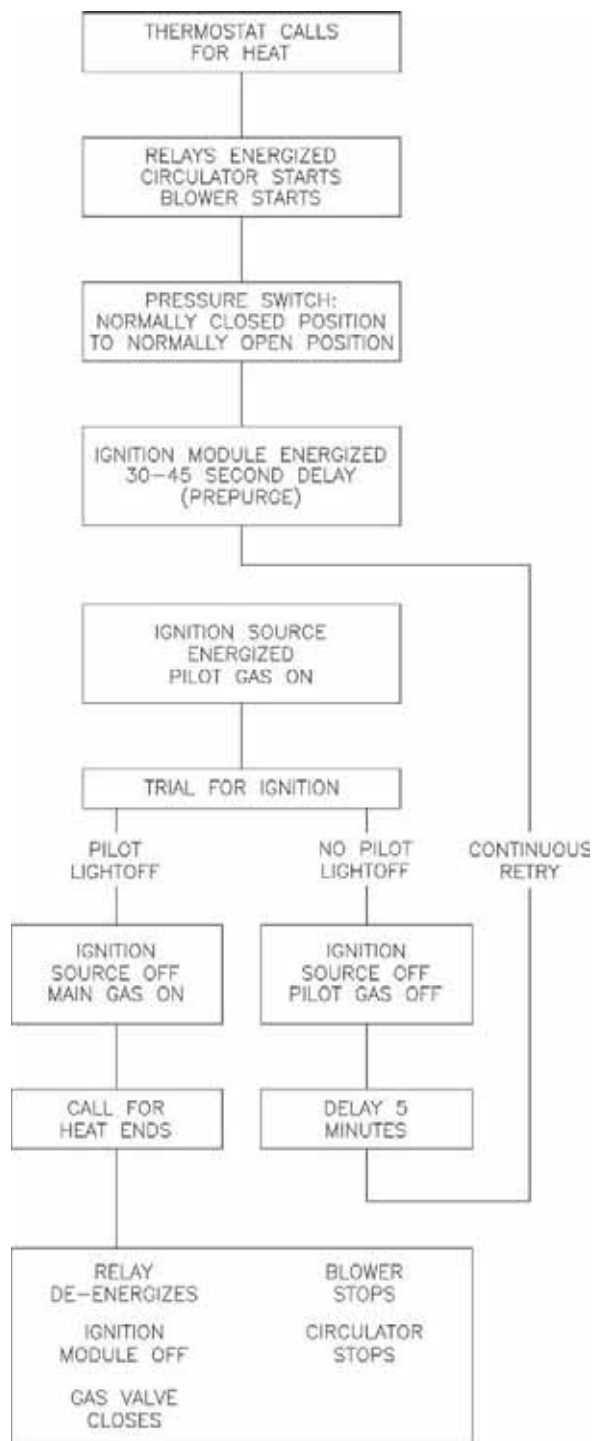 THERMOSTAT CALLS
FOR HEAT
RELAYS ENERGIZED
CIRCULATOR STARTS
BLOWER STARTS
PRESSURE SWITCH:
NORMALLY CLOSED POSITION
TO NORMALLY OPEN POSITION
IGNITION MODULE ENERGIZED
30-45 SECOND DELAY
(PREPURGE)
IGNITION SOURCE
ENERGIZED
PILOT GAS ON
TRIAL FOR IGNITION
PILOT
LIGHTOFF
NO PILOT
LIGHTOFF
CONTINUOUS
RETRY
IGNITION
SOURCE OFF
MAIN GAS ON
IGNITION
SOURCE OFF
PILOT GAS OFF
CALL FOR
HEAT ENDS
DELAY 5
MINUTES
RELAY
DE-ENERGIZES
BLOWER
STOPS
IGNITION
MODULE OFF
CIRCULATOR
STOPS
GAS VALVE
CLOSES